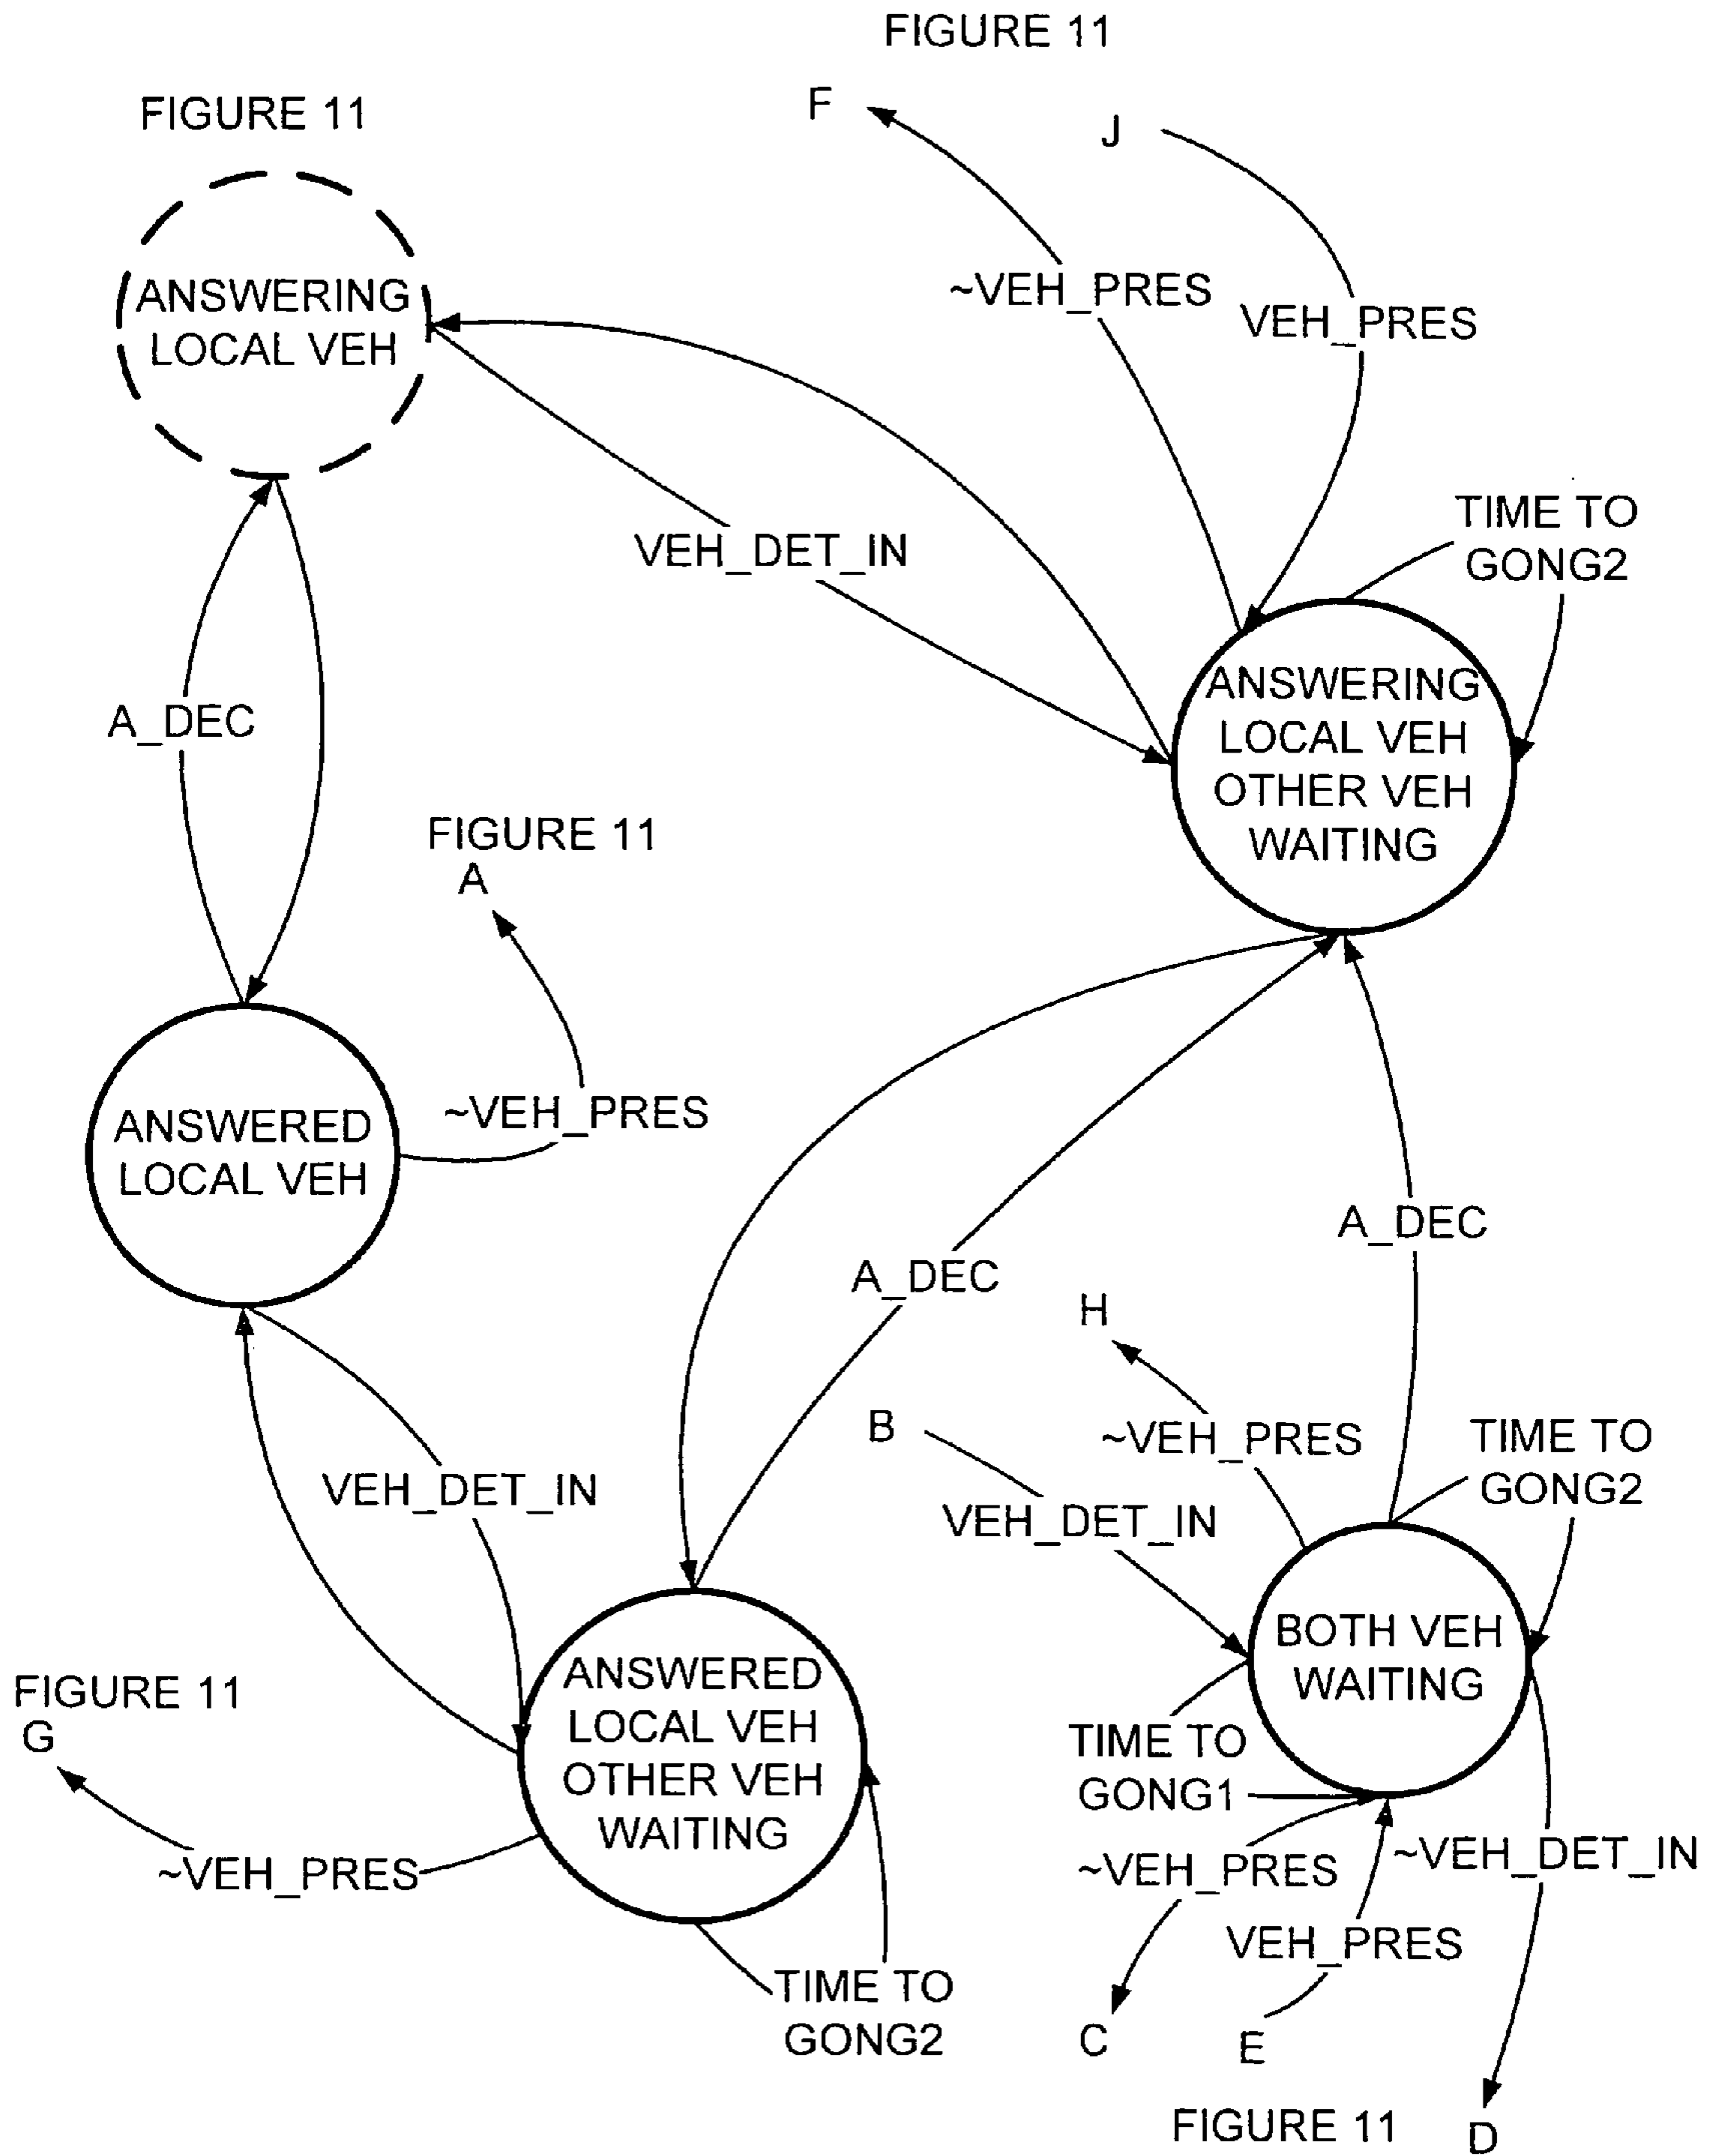 FIGURE 11
FIGURE 11
F
J
ANSWERING
LOCAL VEH
~VEH_PRES
VEH_PRES
VEH_DET_IN
TIME TO
GONG2
ANSWERING
LOCAL VEH
OTHER VEH
WAITING
A_DEC
FIGURE 11
A
~VEH_PRES
ANSWERED
LOCAL VEH
A_DEC
A_DEC
H
B
~VEH_PRES
TIME TO
GONG2
VEH_DET_IN
VEH_DET_IN
BOTH VEH
WAITING
ANSWERED
LOCAL VEH
OTHER VEH
WAITING
FIGURE 11
G
~VEH_PRES
TIME TO
GONG1
~VEH_PRES
~VEH_DET_IN
VEH_PRES
TIME TO
GONG2
C
E
D
FIGURE 11